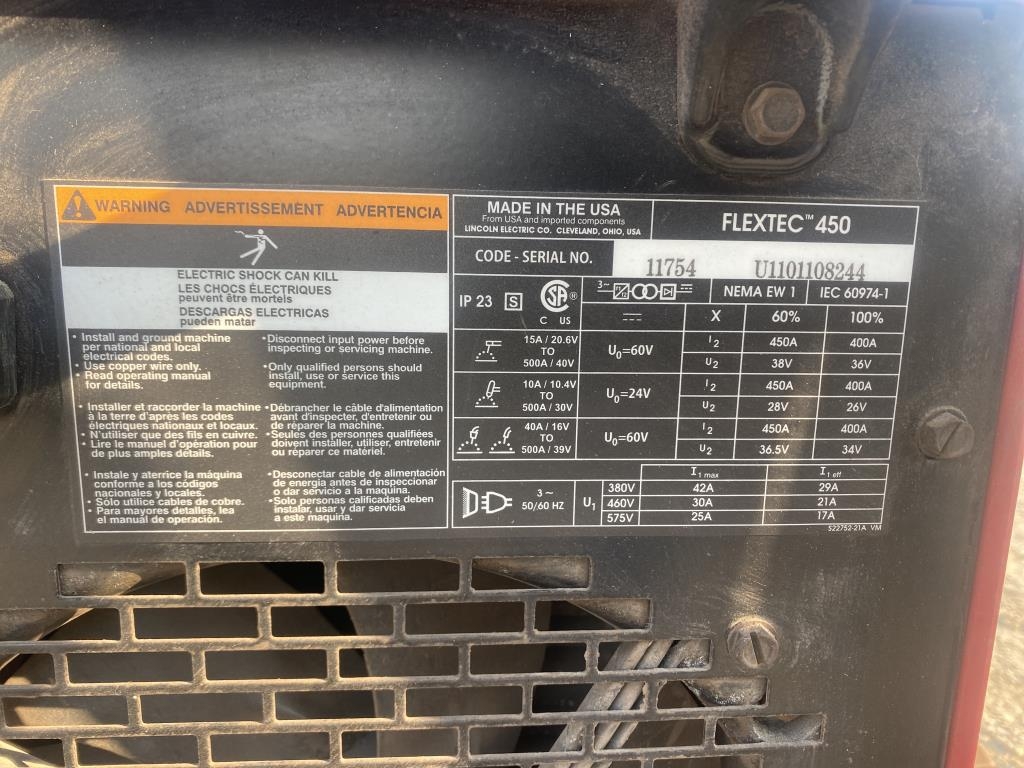 WARNING ADVERTISSEMENT ADVERTENCIA
ELECTRIC SHOCK CAN KILL
LES CHOCS ÉLECTRIQUES
peuvent être mortels
DESCARGAS ELECTRICAS
pueden matar
• Install and ground machine
per national and local
electrical codes.
• Use copper wire only.
• Read operating manual
for details.
•Disconnect input power before
inspecting or servicing machine.
•Only qualified persons should
install, use or service this
equipment.
• Installer et raccorder la machine
à la terre d'après les codes
électriques nationaux et locaux.
• N'utiliser que des fils en cuivre.
• Lire le manuel d'opération pour
de plus amples détails.
•Débrancher le câble d'alimentation
avant d'inspecter, d'entretenir ou
de réparer la machine.
•Seules des personnes qualifiées
doivent installer, utiliser, entretenir
ou réparer ce matériel.
• Instale y aterrice la máquina
conforme a los códigos
nacionales y locales.
• Sólo utilice cables de cobre.
• Para mayores detalles, lea
el manual de operación.
•Desconectar cable de alimentación
de energía antes de inspeccionar
o dar servicio a la maquina.
•Solo personas calificadas deben
instalar, usar y dar servicio
a este maquina.
MADE IN THE USA
From USA and imported components
LINCOLN ELECTRIC CO. CLEVELAND, OHIO, USA
FLEXTEC™ 450
CODE - SERIAL NO. 11754 U1101108244
IP 23 S SA® C US
3~ NEMA EW 1 IEC 60974-1
X 60% 100%
15A / 20.6V
TO
500A / 40V
U0=60V
I2 450A 400A
U2 38V 36V
10A / 10.4V
TO
500A / 30V
U0=24V
I2 450A 400A
U2 28V 26V
40A / 16V
TO
500A / 39V
U0=60V
I2 450A 400A
U2 36.5V 34V
3~
50/60 HZ
U1
I1 max I1 eff
380V 42A 29A
460V 30A 21A
575V 25A 17A
S22752-21A VM